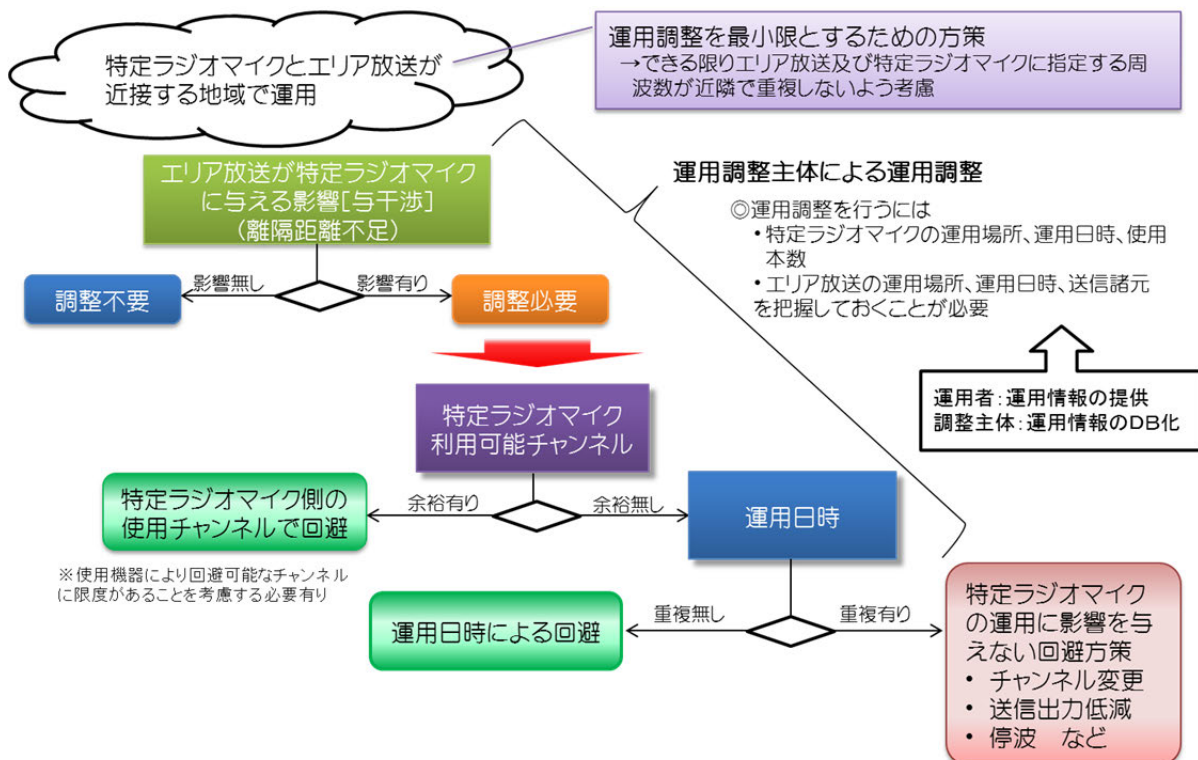 特定ラジオマイクとエリア放送が
近接する地域で運用
運用調整を最小限とするための方策
→できる限りエリア放送及び特定ラジオマイクに指定する周
波数が近隣で重複しないよう考慮
エリア放送が特定ラジオマイク
に与える影響[与干渉]
(離隔距離不足)
運用調整主体による運用調整
◎運用調整を行うには
•特定ラジオマイクの運用場所、運用日時、使用
本数
•エリア放送の運用場所、運用日時、送信諸元
を把握しておくことが必要
影響無し
影響有り
調整不要
調整必要
運用者:運用情報の提供
調整主体:運用情報のDB化
特定ラジオマイク
利用可能チャンネル
余裕有り
余裕無し
特定ラジオマイク側の
使用チャンネルで回避
運用日時
※使用機器により回避可能なチャンネル
に限度があることを考慮する必要有り
重複無し
重複有り
運用日時による回避
特定ラジオマイク
の運用に影響を与
えない回避方策
• チャンネル変更
• 送信出力低減
• 停波 など